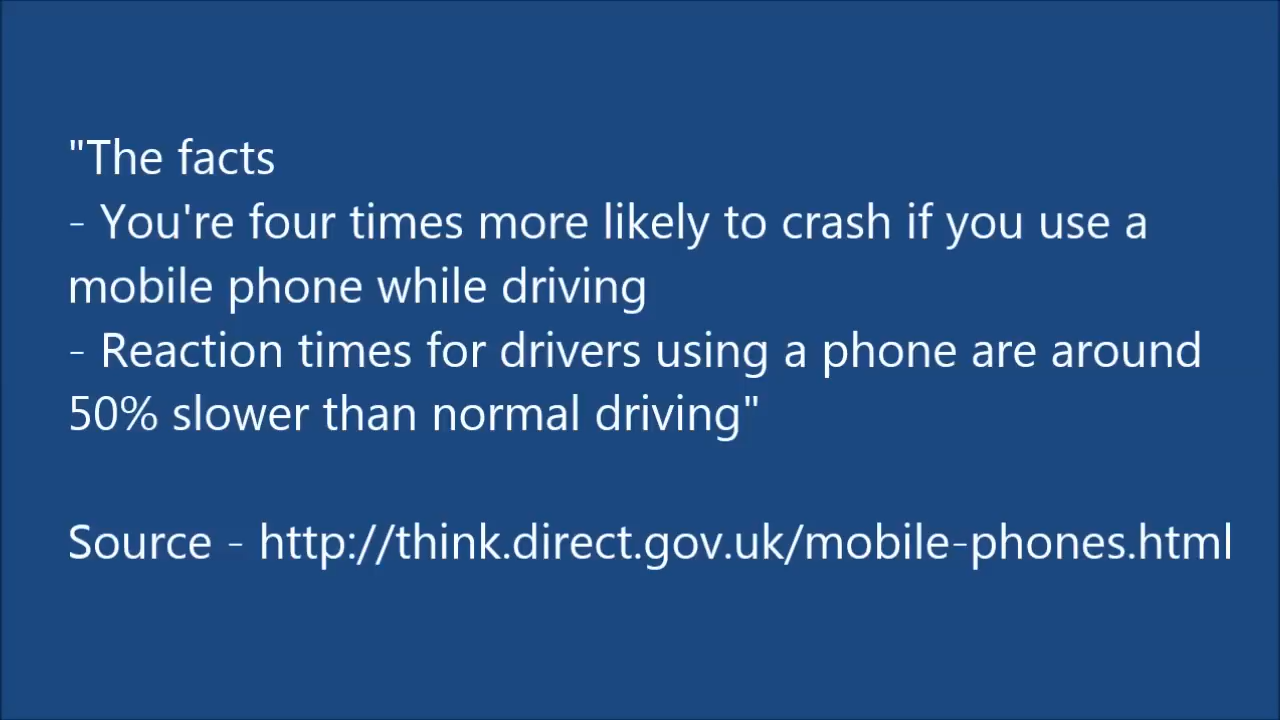 "The facts
- You're four times more likely to crash if you use a
mobile phone while driving
- Reaction times for drivers using a phone are around
50% slower than normal driving"
Source - http://think.direct.gov.uk/mobile-phones.html